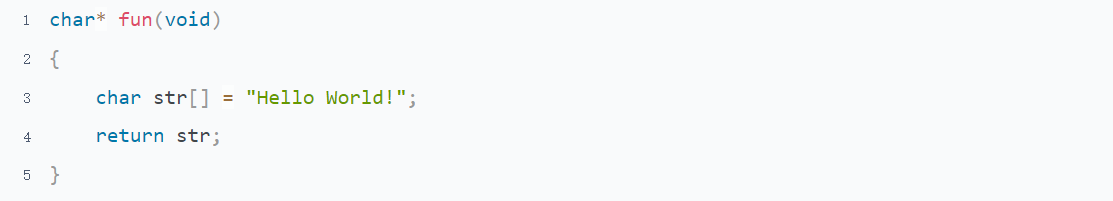 1 char* fun(void)
2 {
3     char str[] = "Hello World!";
4     return str;
5 }